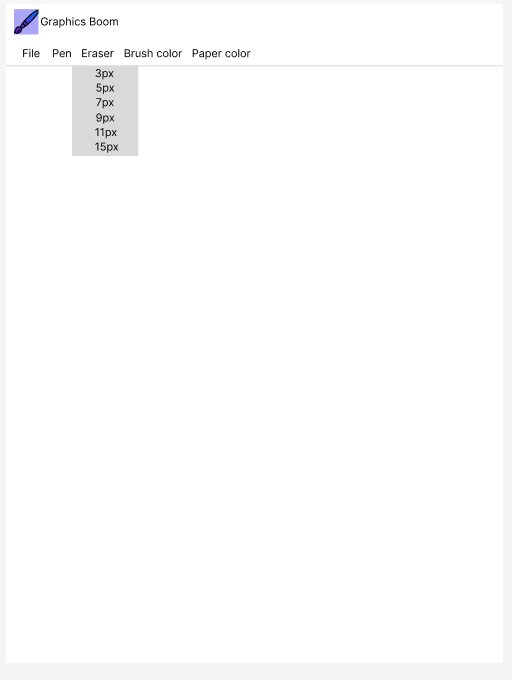 Graphics Boom
File Pen Eraser Brush color Paper color
3px
5px
7px
9px
11px
15px